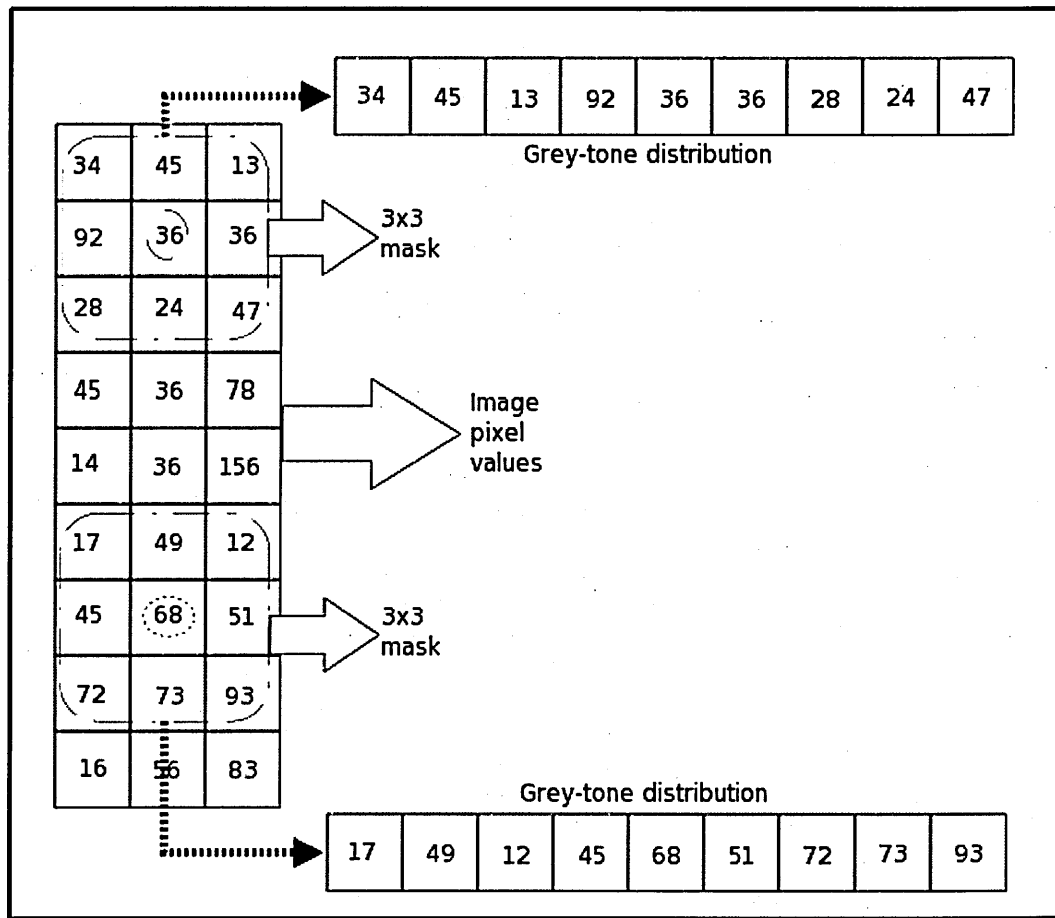 34 45 13 92 36 36 28 24 47
Grey-tone distribution
34 45 13
92 36 36
3x3
mask
28 24 47
45 36 78
Image
pixel
values
14 36 156
17 49 12
45 68 51
3x3
mask
72 73 93
16 56 83
Grey-tone distribution
17 49 12 45 68 51 72 73 93